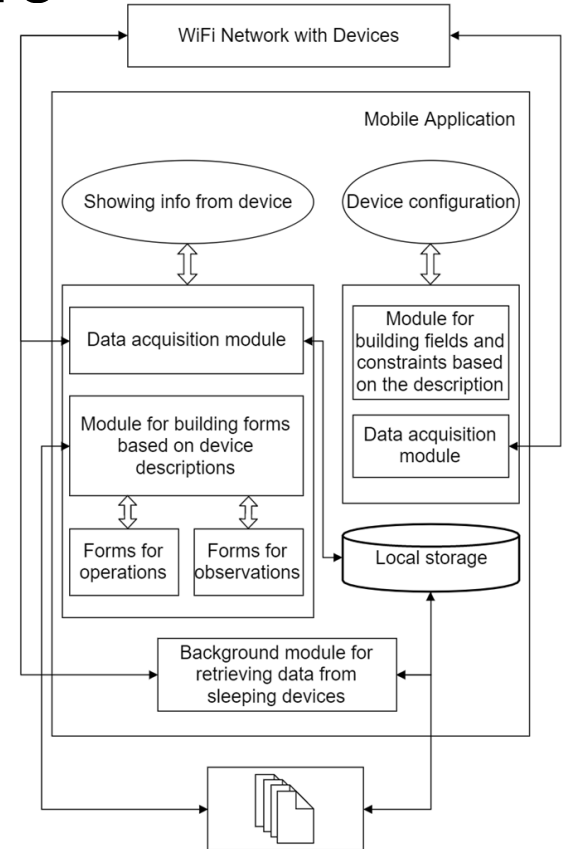 WiFi Network with Devices
Mobile Application
Showing info from device
Device configuration
Data acquisition module
Module for
building fields and
constraints based
on the description
Module for building forms
based on device
descriptions
Data acquisition
module
Forms for
operations
Forms for
observations
Local storage
Background module for
retrieving data from
sleeping devices